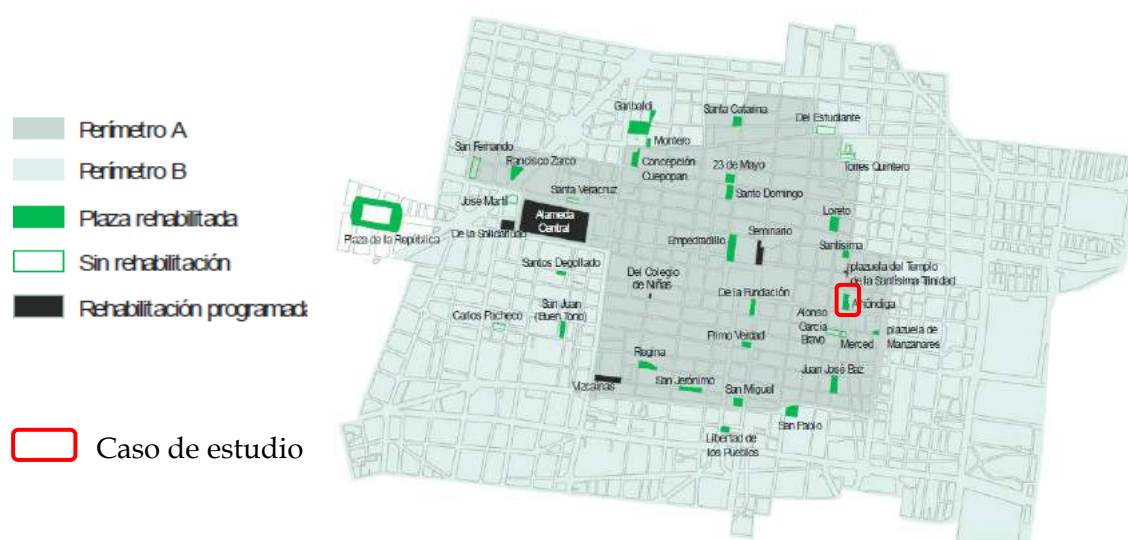 Perímetro A
Perímetro B
Plaza rehabilitada
Sin rehabilitación
Rehabilitación programada
Caso de estudio
Garibaldi
Santa Catarina
Del Estudiante
Montero
San Fernando
Francisco Zarco
Concepción
Cuepopan
23 de Mayo
Torres Quintero
Santa Veracruz
Santo Domingo
José Martí
Alameda
Central
Loreto
Plaza de la República
De la Solidaridad
Empedradillo
Seminario
Santísima
Santos Degollado
plazuela del Templo
de la Santísima Trinidad
Del Colegio
de Niñas
De la Fundación
Alhóndiga
San Juan
(Buen Tono)
Carlos Pacheco
Alonso
García
Bravo
Merced
plazuela de
Manzanares
Primo Verdad
Regina
Juan José Baz
Vizcaínas
San Jerónimo
San Miguel
San Pablo
Libertad de
los Pueblos